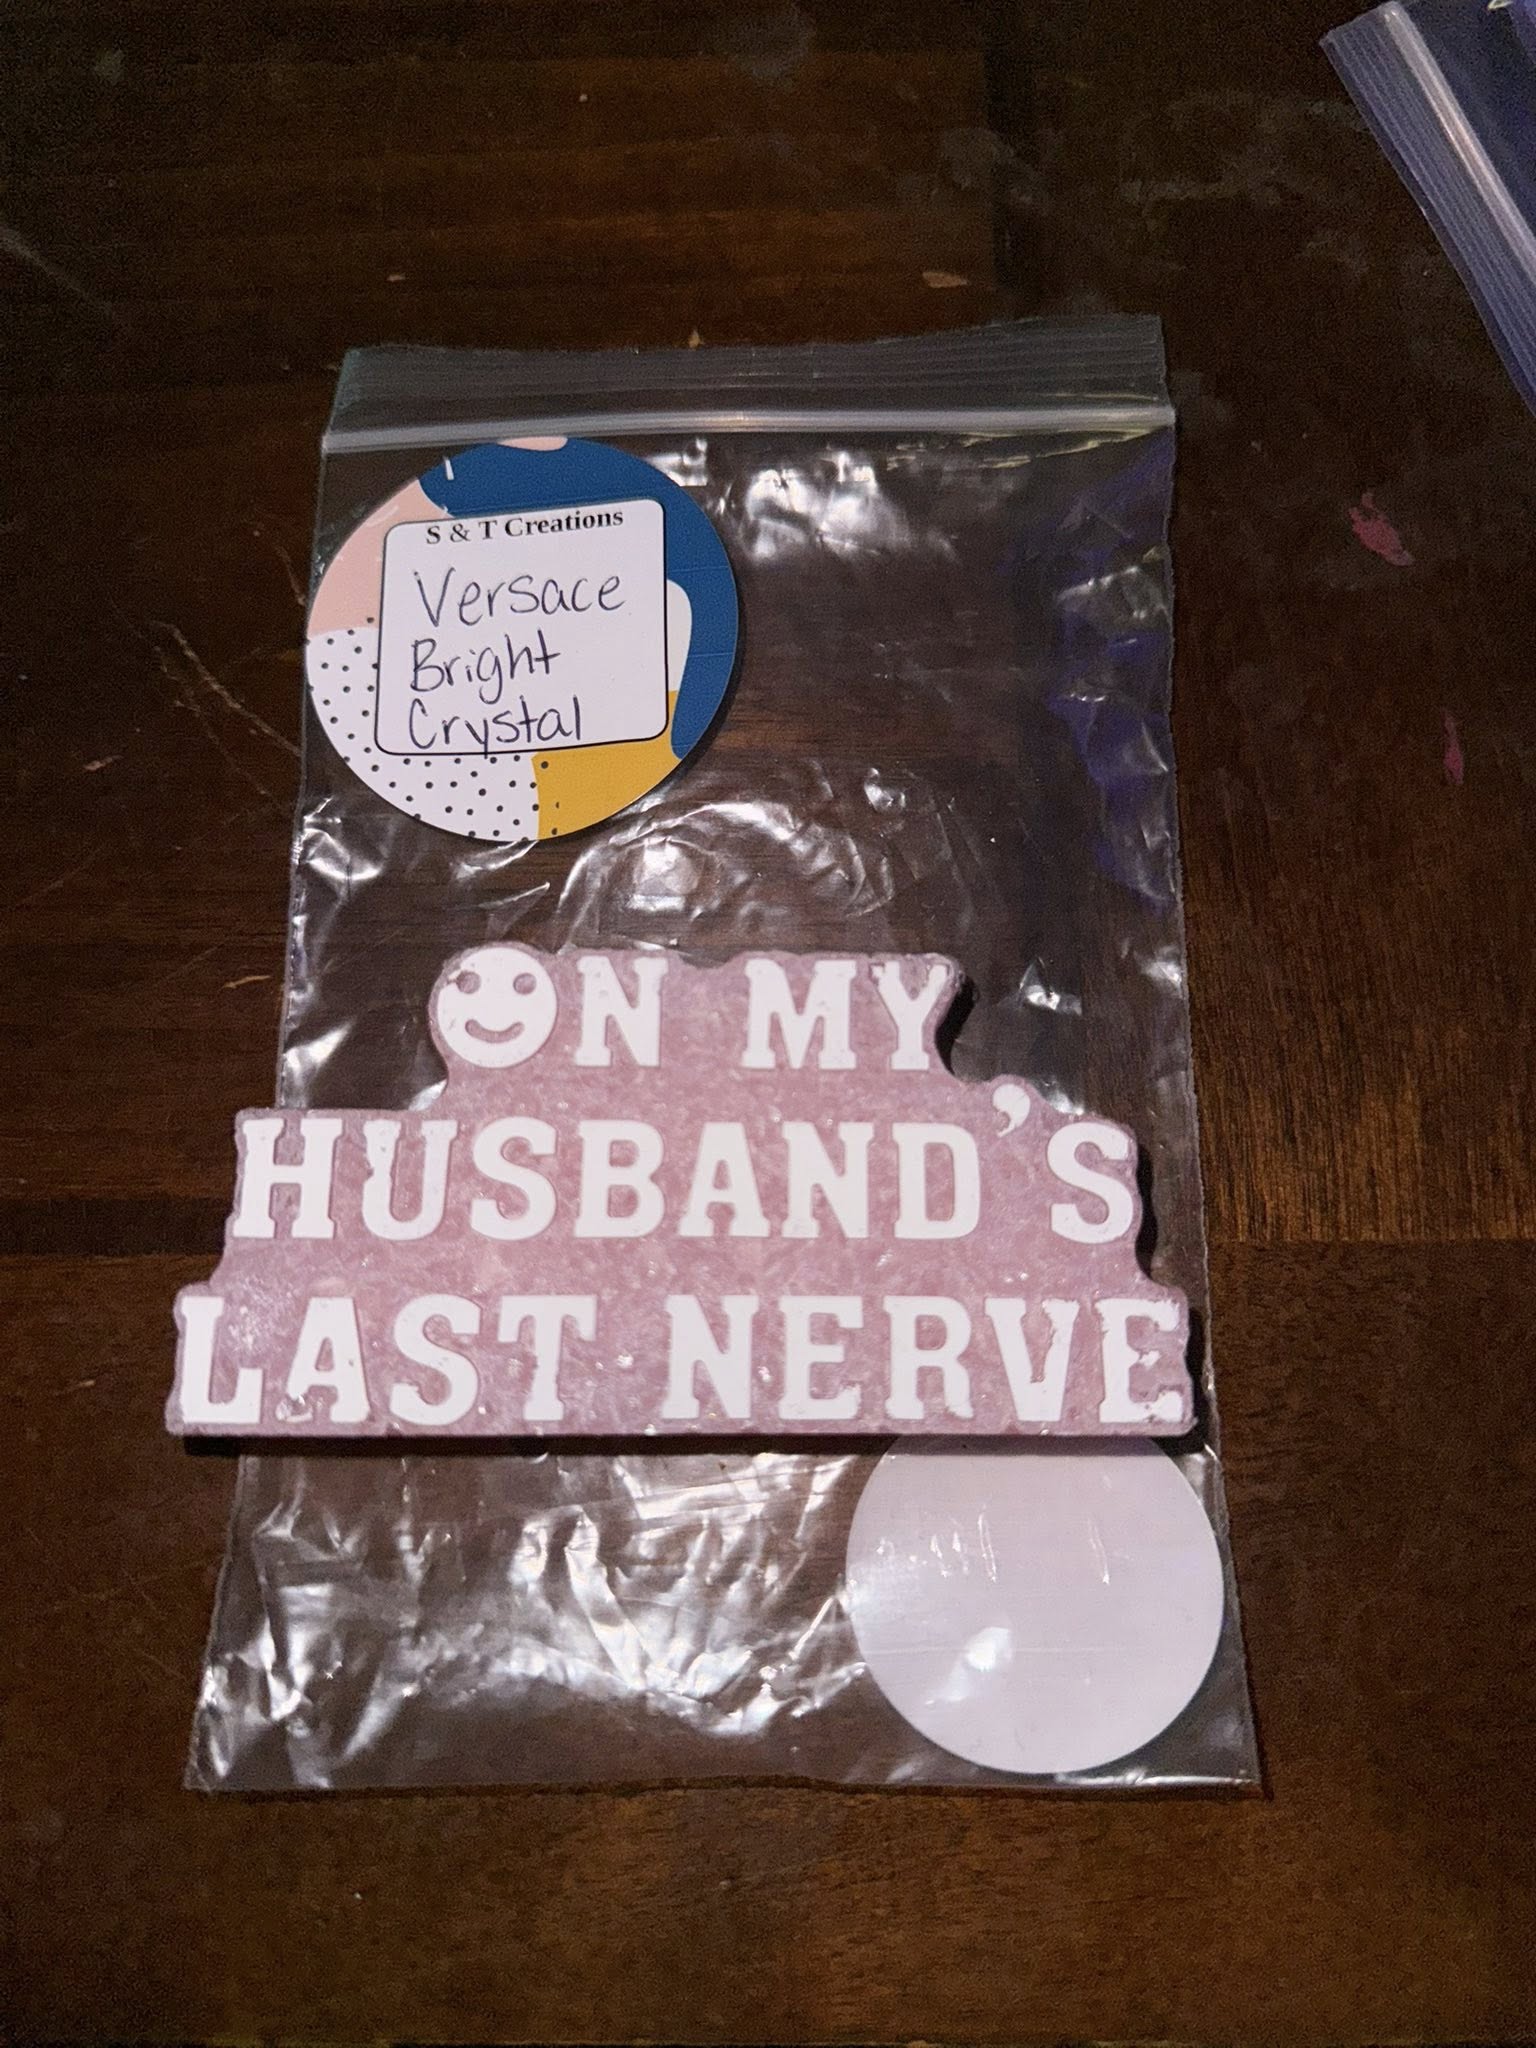 S & T Creations
Versace
Bright
Crystal
ON MY
HUSBAND'S
LAST NERVE